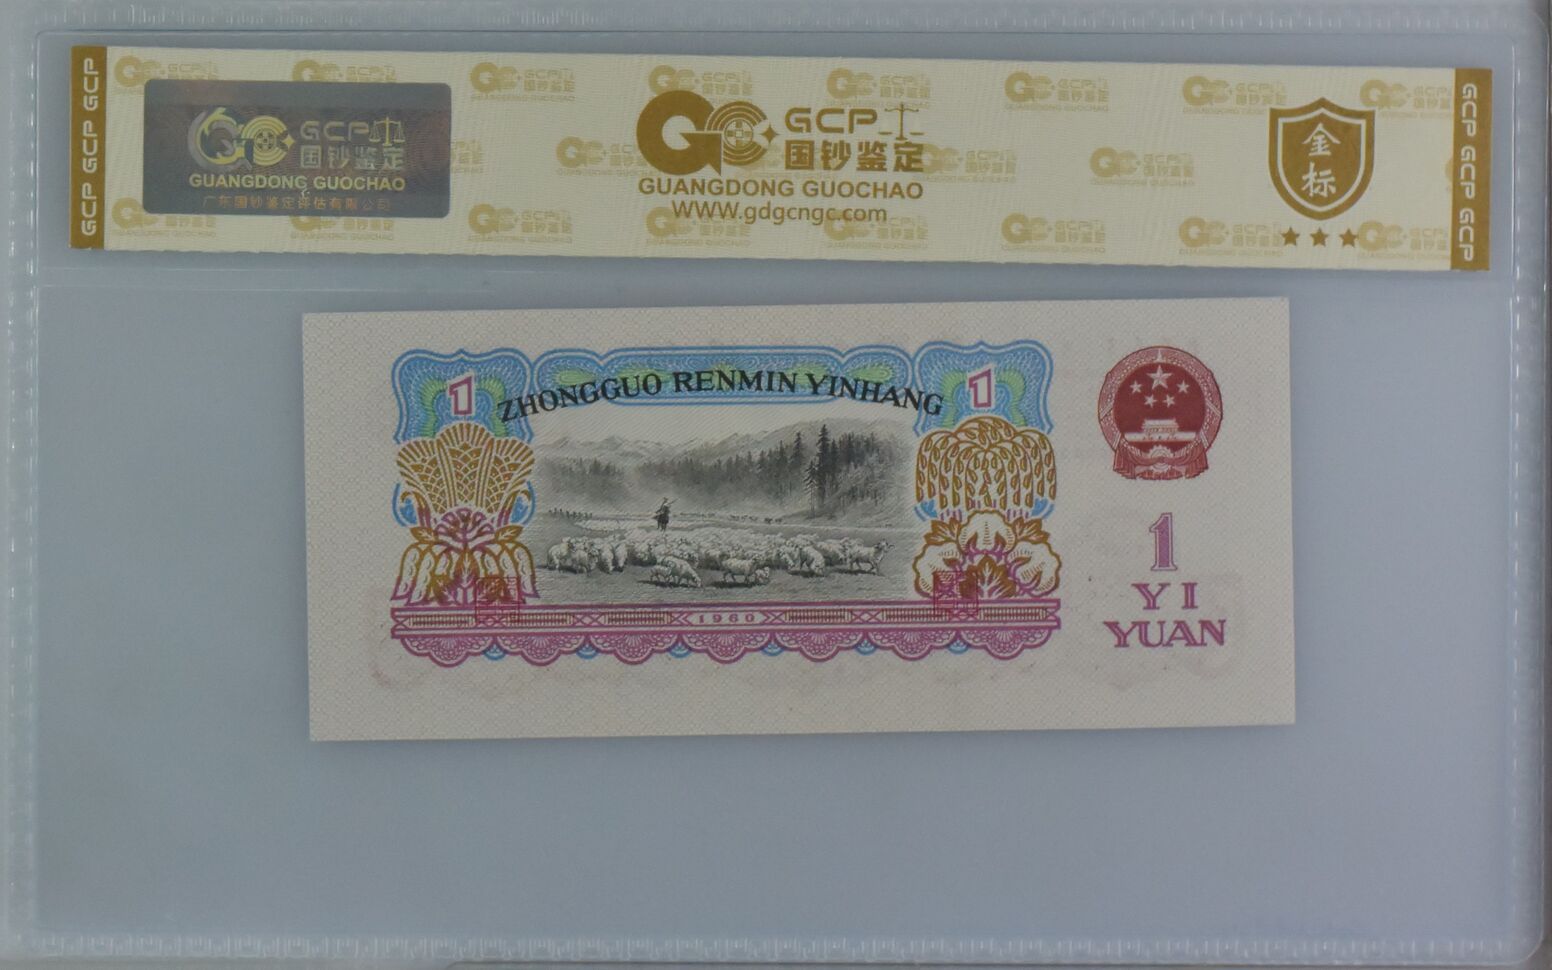 GCP GCP GCP
GCP
国钞鉴定
GUANGDONG GUOCHAO
广东国钞鉴定评估有限公司
GCP
国钞鉴定
GUANGDONG GUOCHAO
WWW.gdgcngc.com
金
标
GCP GCP GCP
1
ZHONGGUO RENMIN YINHANG
1
1960
1
YI
YUAN